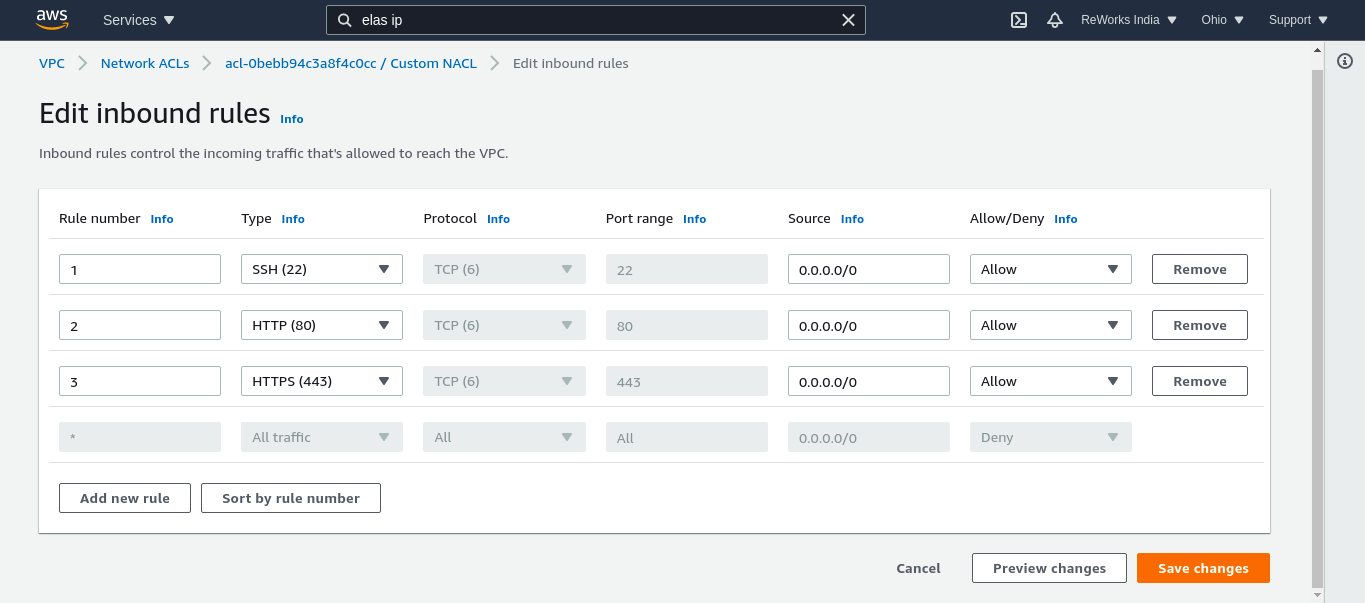 aws Services elas ip ReWorks India Ohio Support
VPC Network ACLs acl-0bebb94c3a8f4c0cc / Custom NACL Edit inbound rules
Edit inbound rules Info
Inbound rules control the incoming traffic that's allowed to reach the VPC.
Rule number Info Type Info Protocol Info Port range Info Source Info Allow/Deny Info
1 SSH (22) TCP (6) 22 0.0.0.0/0 Allow Remove
2 HTTP (80) TCP (6) 80 0.0.0.0/0 Allow Remove
3 HTTPS (443) TCP (6) 443 0.0.0.0/0 Allow Remove
* All traffic All All 0.0.0.0/0 Deny
Add new rule Sort by rule number
Cancel Preview changes Save changes